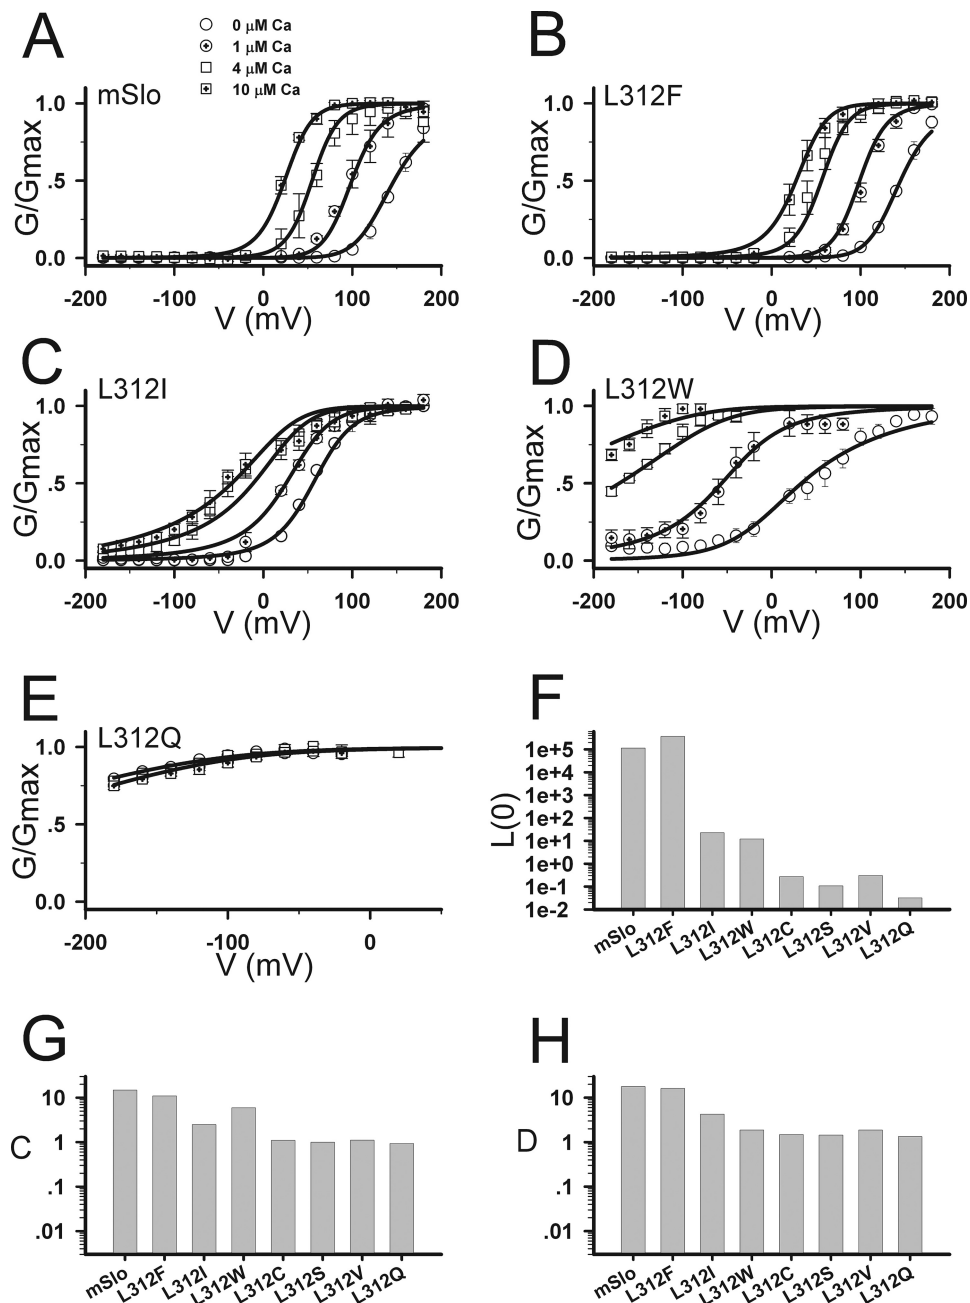 A
0 μM Ca
1 μM Ca
4 μM Ca
10 μM Ca
mSlo
G/Gmax
1.0
.5
0.0
-200 -100 0 100 200
V (mV)
B
L312F
G/Gmax
1.0
.5
0.0
-200 -100 0 100 200
V (mV)
C
L312I
G/Gmax
1.0
.5
0.0
-200 -100 0 100 200
V (mV)
D
L312W
G/Gmax
1.0
.5
0.0
-200 -100 0 100 200
V (mV)
E
L312Q
G/Gmax
1.0
.5
0.0
-200 -100 0
V (mV)
F
L(0)
1e+5
1e+4
1e+3
1e+2
1e+1
1e+0
1e-1
1e-2
mSlo L312F L312I L312W L312C L312S L312V L312Q
G
C
10
1
.1
.01
mSlo L312F L312I L312W L312C L312S L312V L312Q
H
D
10
1
.1
.01
mSlo L312F L312I L312W L312C L312S L312V L312Q